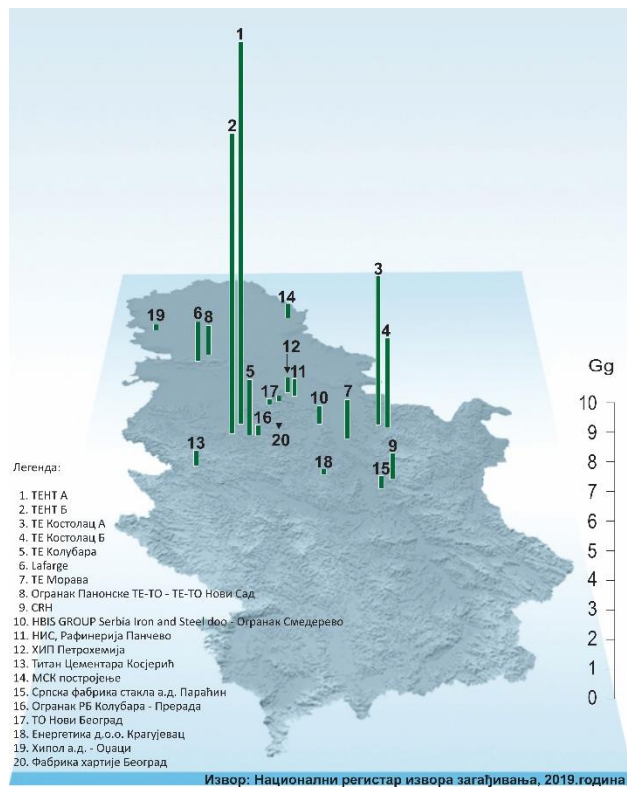 1
2
3
14
19
6
8
4
12
5
11
17
10
7
16
20
13
9
18
15
Gg
10
9
8
7
6
5
4
3
2
1
0
Легенда:
1. ТЕНТ А
2. ТЕНТ Б
3. ТЕ Костолац А
4. ТЕ Костолац Б
5. ТЕ Колубара
6. Lafarge
7. ТЕ Морава
8. Огранак Панонске ТЕ-ТО - ТЕ-ТО Нови Сад
9. CRH
10. HBIS GROUP Serbia Iron and Steel doo - Огранак Смедерево
11. НИС, Рафинерија Панчево
12. ХИП Петрохемија
13. Титан Цементара Косјерић
14. МСК постројење
15. Српска фабрика стакла а.д. Параћин
16. Огранак РБ Колубара - Прерада
17. ТО Нови Београд
18. Енергетика д.о.о. Крагујевац
19. Хипол а.д. - Оџаци
20. Фабрика хартије Београд
Извор: Национални регистар извора загађивања, 2019.година